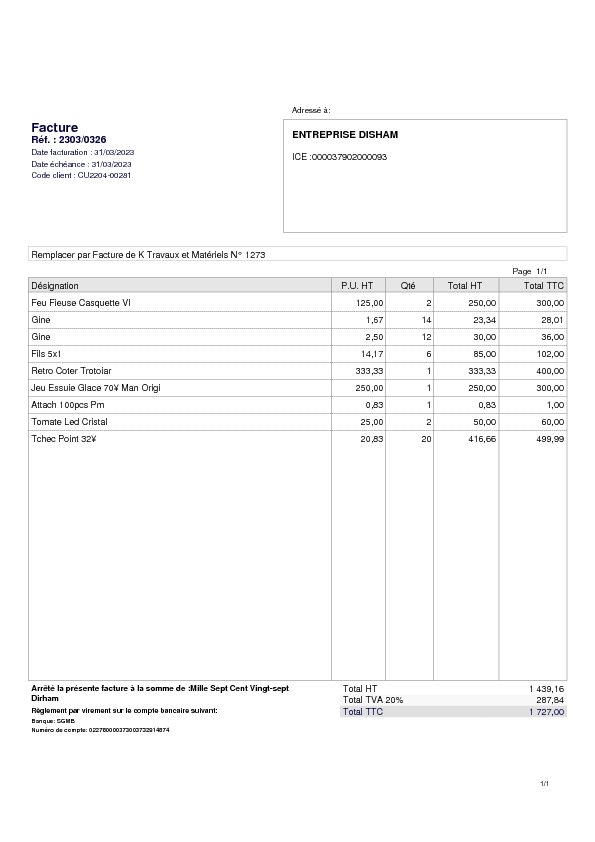 Adressé à:
Facture
Réf. : 2303/0326
Date facturation : 31/03/2023
Date échéance : 31/03/2023
Code client : CU2204-00281
ENTREPRISE DISHAM
ICE :000037902000093
Remplacer par Facture de K Travaux et Matériels N° 1273
Page 1/1
Désignation P.U. HT Qté Total HT Total TTC
Feu Fleuse Casquette Vl 125,00 2 250,00 300,00
Gine 1,67 14 23,34 28,01
Gine 2,50 12 30,00 36,00
Fils 5x1 14,17 6 85,00 102,00
Retro Coter Trotoiar 333,33 1 333,33 400,00
Jeu Essuie Glace 70¥ Man Origi 250,00 1 250,00 300,00
Attach 100pcs Pm 0,83 1 0,83 1,00
Tomate Led Cristal 25,00 2 50,00 60,00
Tchec Point 32¥ 20,83 20 416,66 499,99
Arrêté la présente facture à la somme de :Mille Sept Cent Vingt-sept
Dirham
Règlement par virement sur le compte bancaire suivant:
Banque: SGMB
Numéro de compte:
Total HT 1 439,16
Total TVA 20% 287,84
Total TTC 1 727,00
1/1